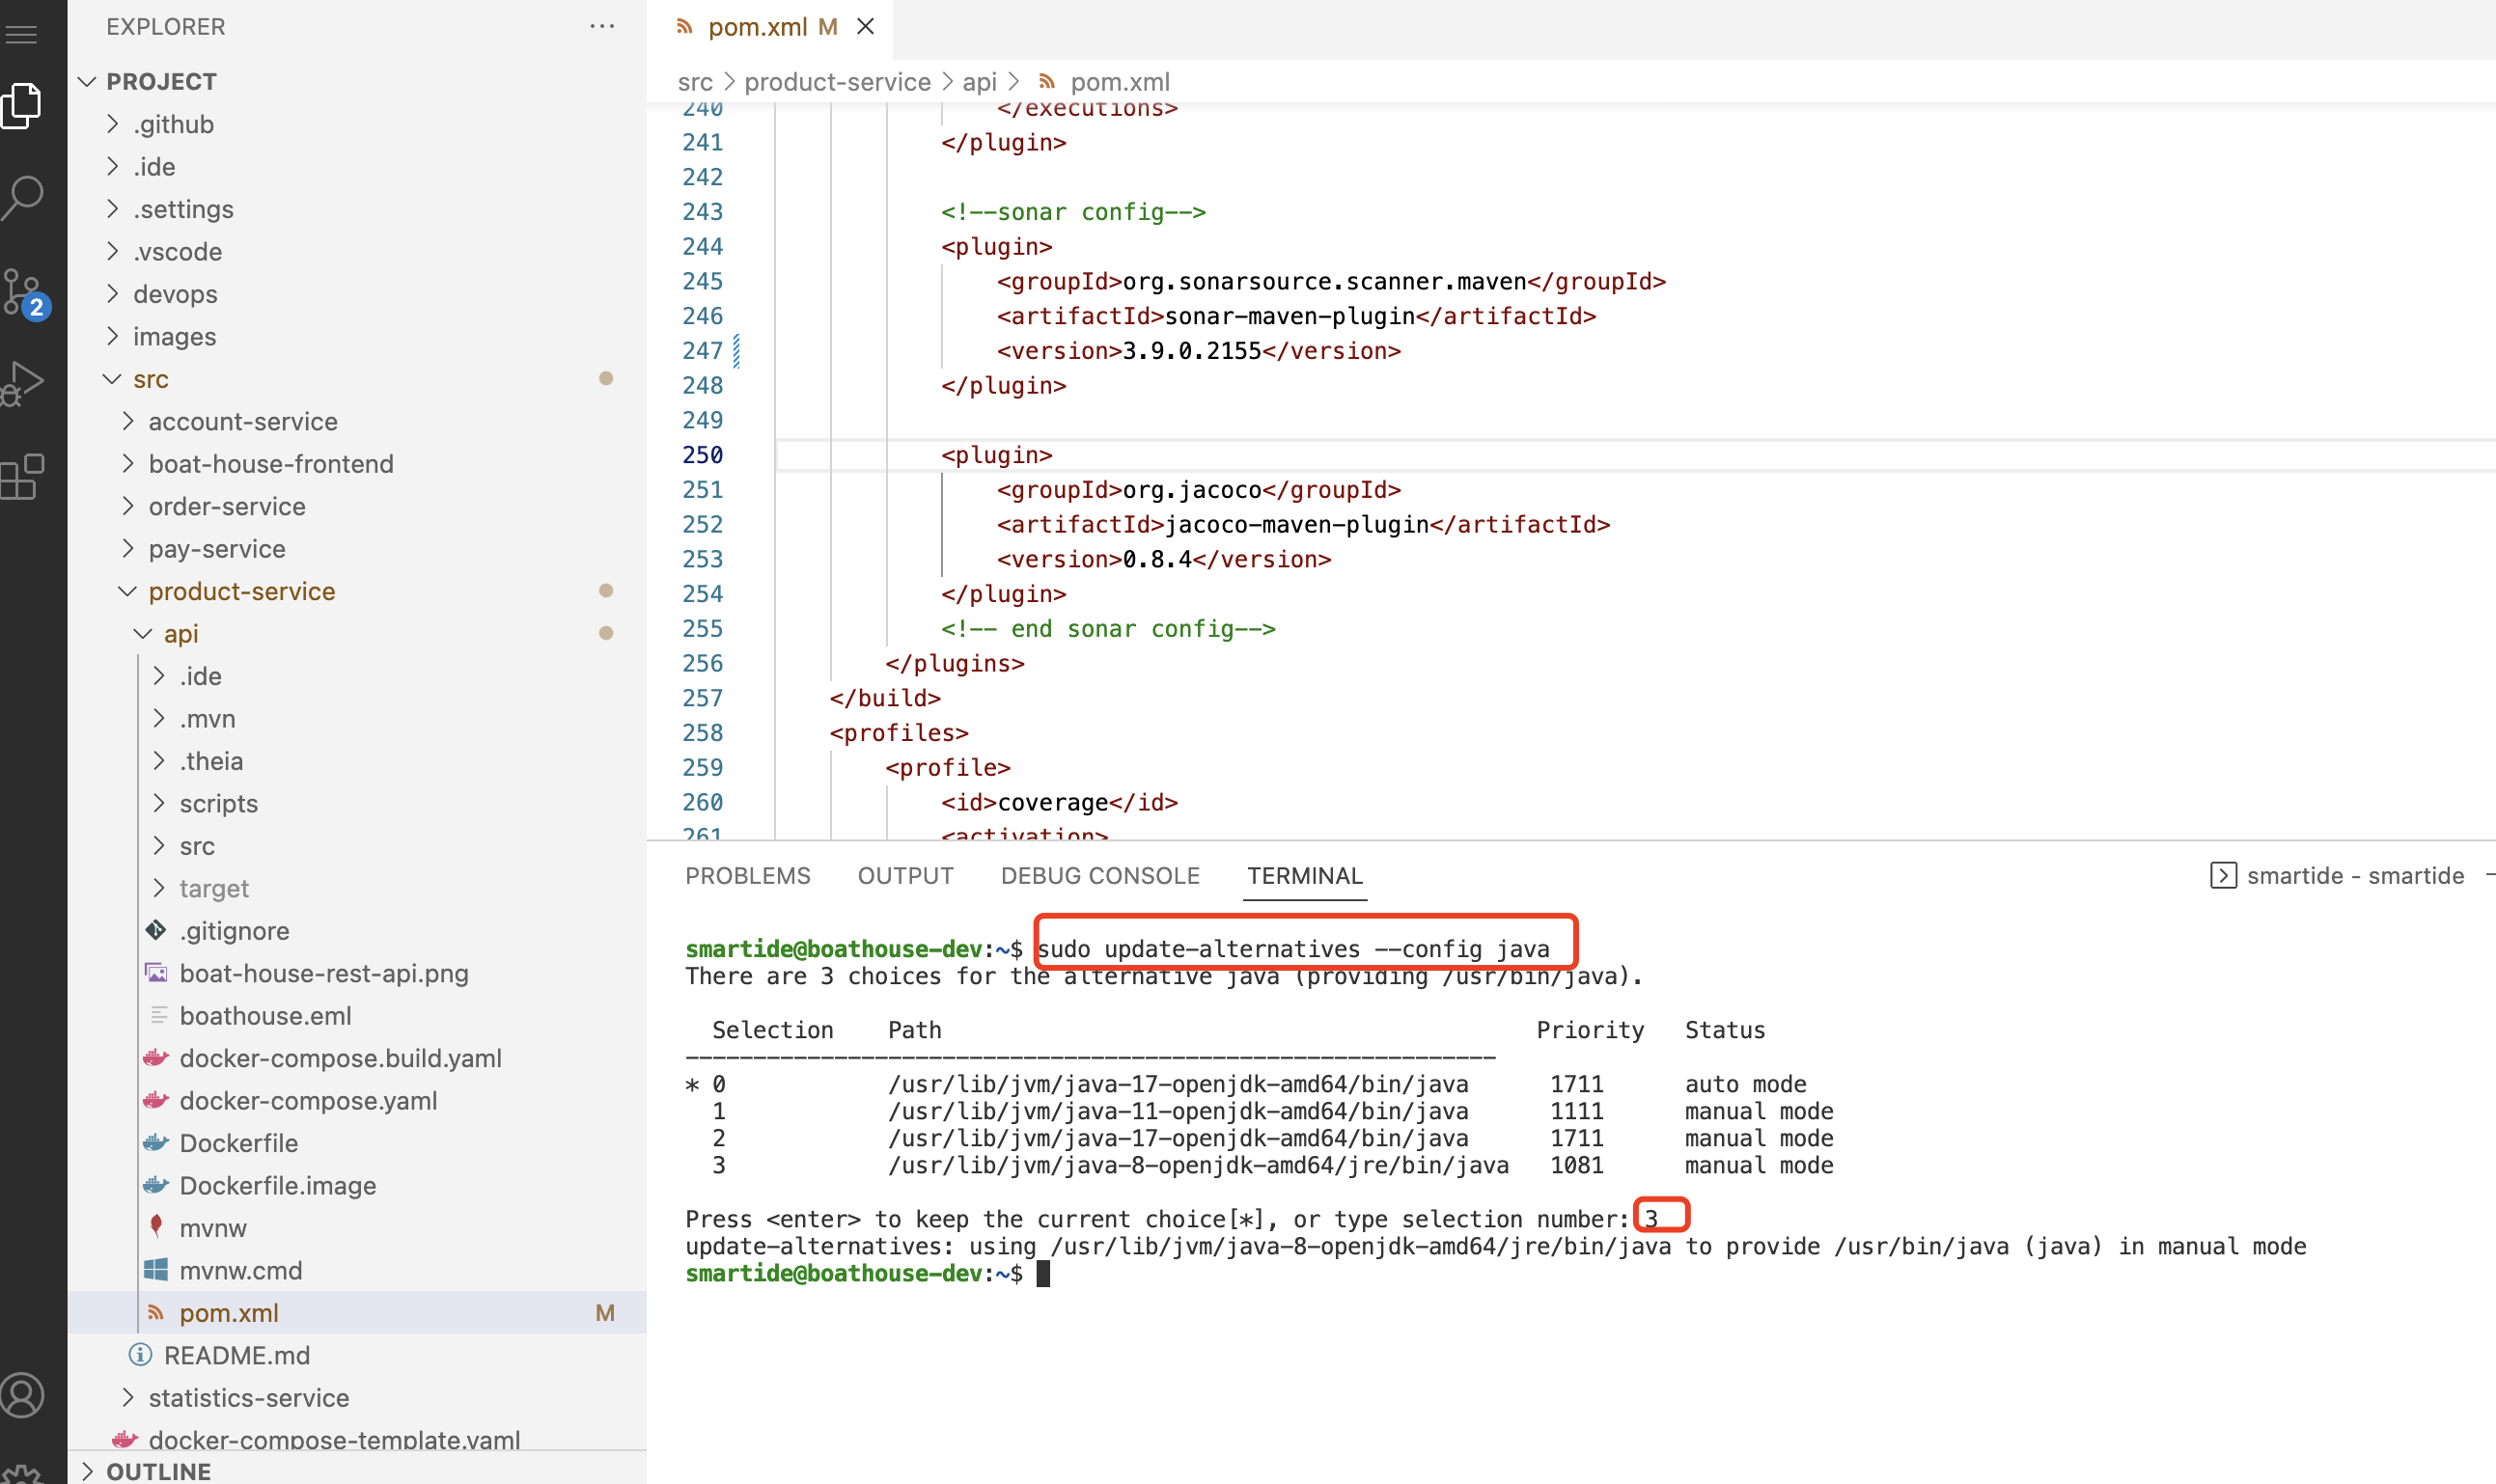 EXPLORER
PROJECT
.github
.ide
.settings
.vscode
devops
images
src
account-service
boat-house-frontend
order-service
pay-service
product-service
api
.ide
.mvn
.theia
scripts
src
target
.gitignore
boat-house-rest-api.png
boathouse.eml
docker-compose.build.yaml
docker-compose.yaml
Dockerfile
Dockerfile.image
mvnw
mvnw.cmd
pom.xml M
README.md
statistics-service
docker-compose-template.yaml
OUTLINE
2
pom.xml M
src > product-service > api > pom.xml
240 </executions>
241 </plugin>
242
243 <!--sonar config-->
244 <plugin>
245 <groupId>org.sonarsource.scanner.maven</groupId>
246 <artifactId>sonar-maven-plugin</artifactId>
247 <version>3.9.0.2155</version>
248 </plugin>
249
250 <plugin>
251 <groupId>org.jacoco</groupId>
252 <artifactId>jacoco-maven-plugin</artifactId>
253 <version>0.8.4</version>
254 </plugin>
255 <!-- end sonar config-->
256 </plugins>
257 </build>
258 <profiles>
259 <profile>
260 <id>coverage</id>
261 <activation>
PROBLEMS OUTPUT DEBUG CONSOLE TERMINAL smartide - smartide
smartide@boathouse-dev:~$ sudo update-alternatives --config java
There are 3 choices for the alternative java (providing /usr/bin/java).
Selection Path Priority Status
------------------------------------------------------------
* 0 /usr/lib/jvm/java-17-openjdk-amd64/bin/java 1711 auto mode
1 /usr/lib/jvm/java-11-openjdk-amd64/bin/java 1111 manual mode
2 /usr/lib/jvm/java-17-openjdk-amd64/bin/java 1711 manual mode
3 /usr/lib/jvm/java-8-openjdk-amd64/jre/bin/java 1081 manual mode
Press <enter> to keep the current choice[*], or type selection number: 3
update-alternatives: using /usr/lib/jvm/java-8-openjdk-amd64/jre/bin/java to provide /usr/bin/java (java) in manual mode
smartide@boathouse-dev:~$